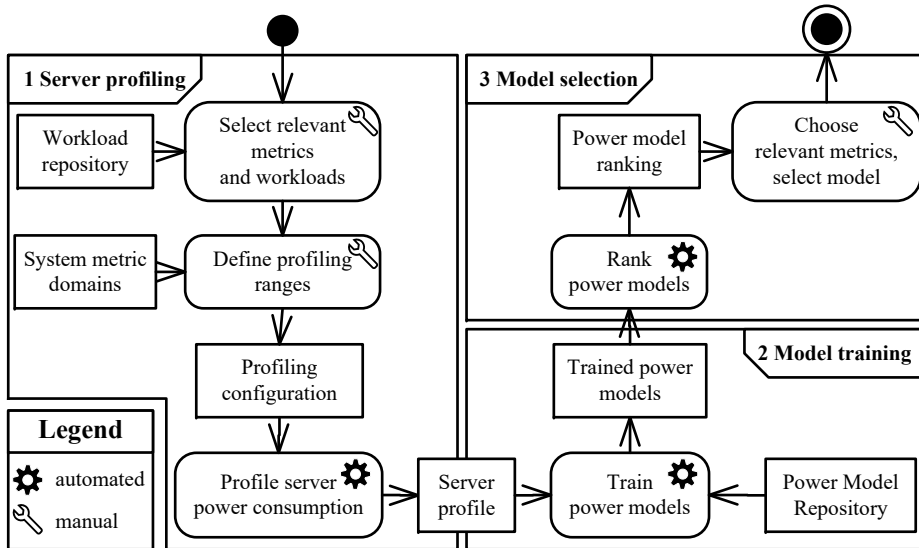 1 Server profiling
Select relevant
metrics
and workloads
Workload
repository
System metric
domains
Define profiling
ranges
Profiling
configuration
Profile server
power consumption
Legend
automated
manual
Server
profile
2 Model training
Train
power models
Power Model
Repository
Trained power
models
3 Model selection
Rank
power models
Power model
ranking
Choose
relevant metrics,
select model